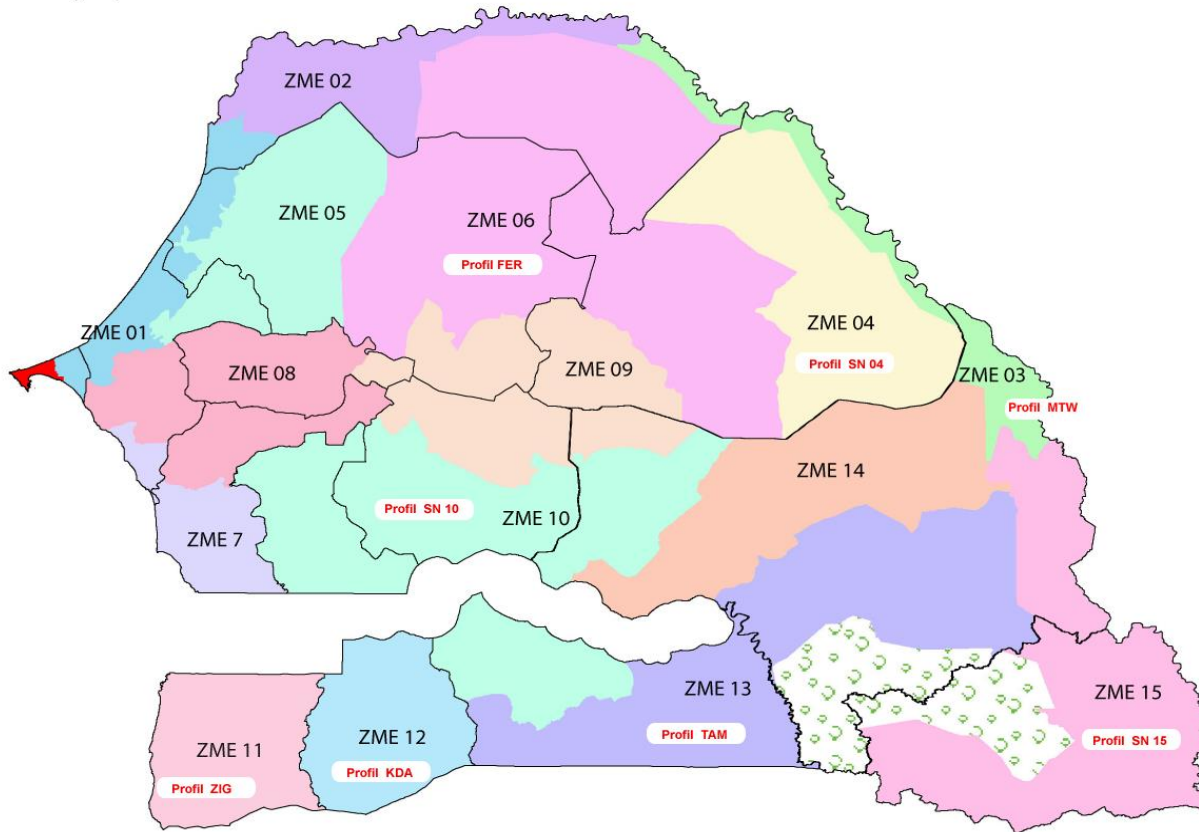 ZME 02
ZME 05
ZME 06
Profil FER
ZME 01
ZME 04
Profil SN 04
ZME 08
ZME 09
ZME 03
Profil MTW
ZME 14
Profil SN 10
ZME 10
ZME 7
ZME 13
ZME 15
Profil TAM
Profil SN 15
ZME 11
ZME 12
Profil KDA
Profil ZIG